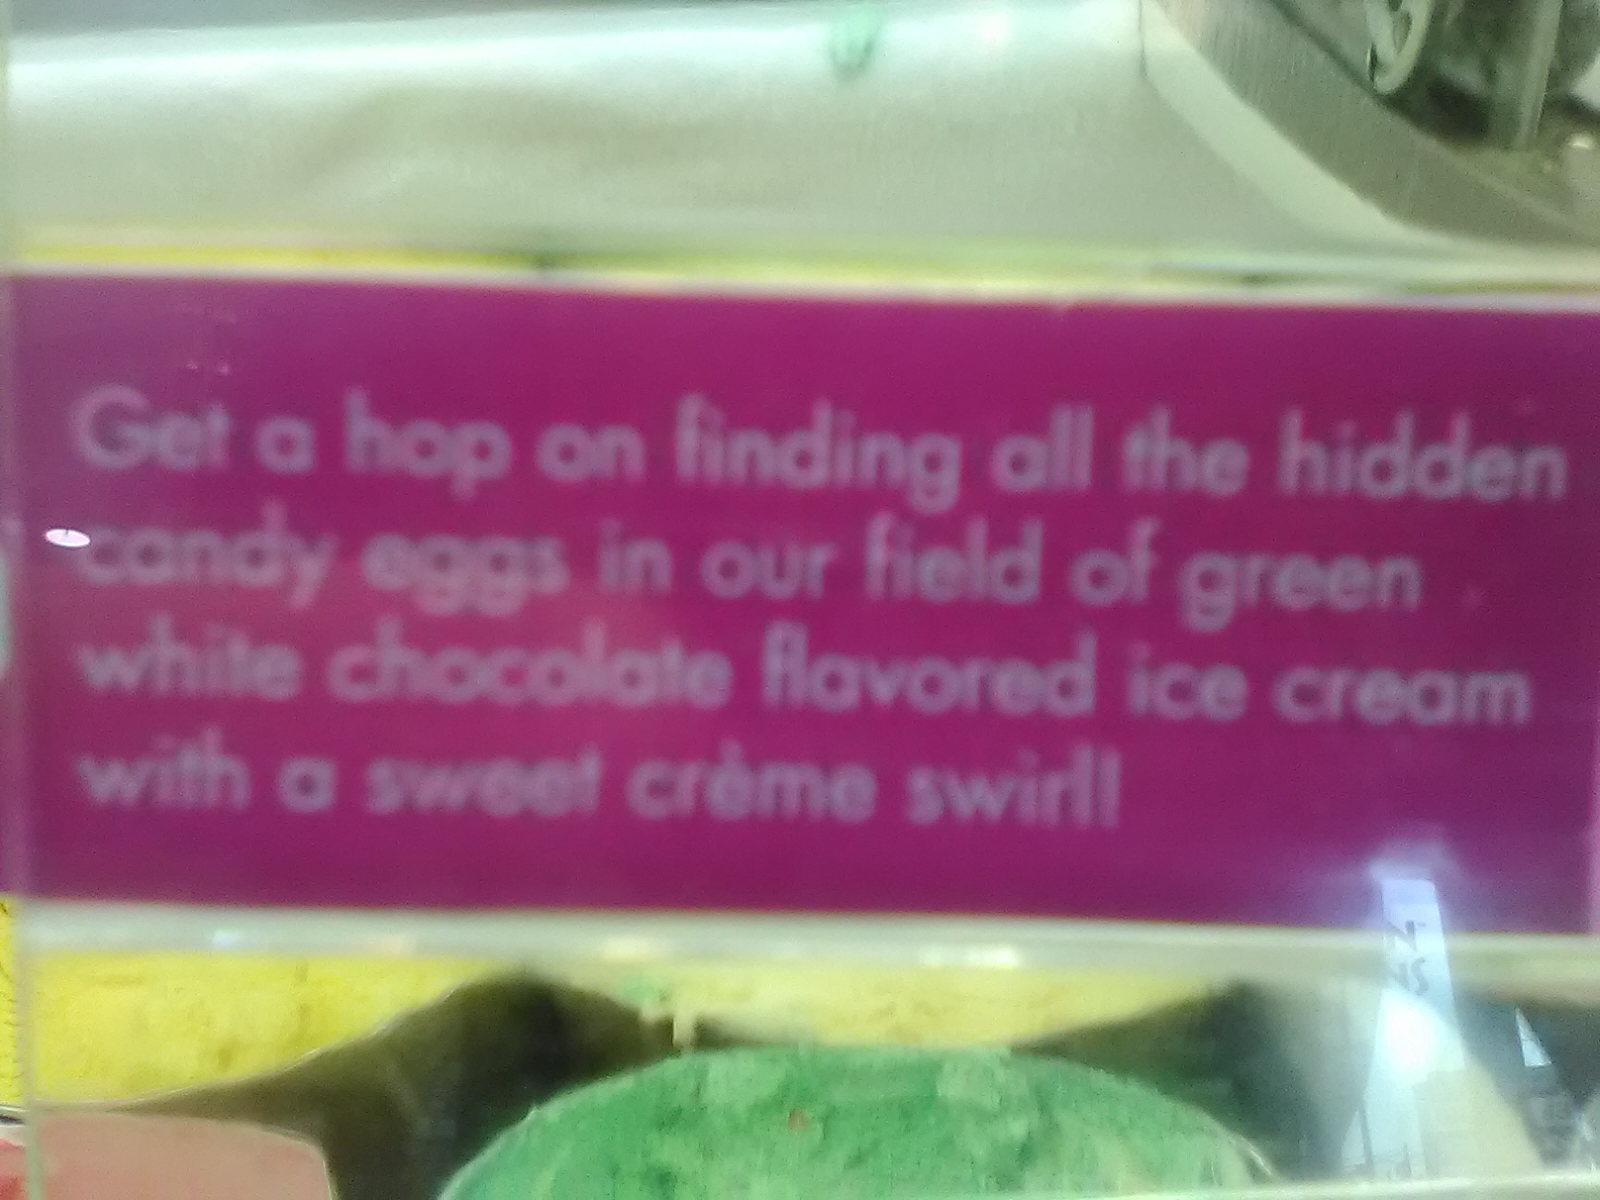 Get a hop on finding all the hidden
candy eggs in our field of green
white chocolate flavored ice cream
with a sweet crème swirl!